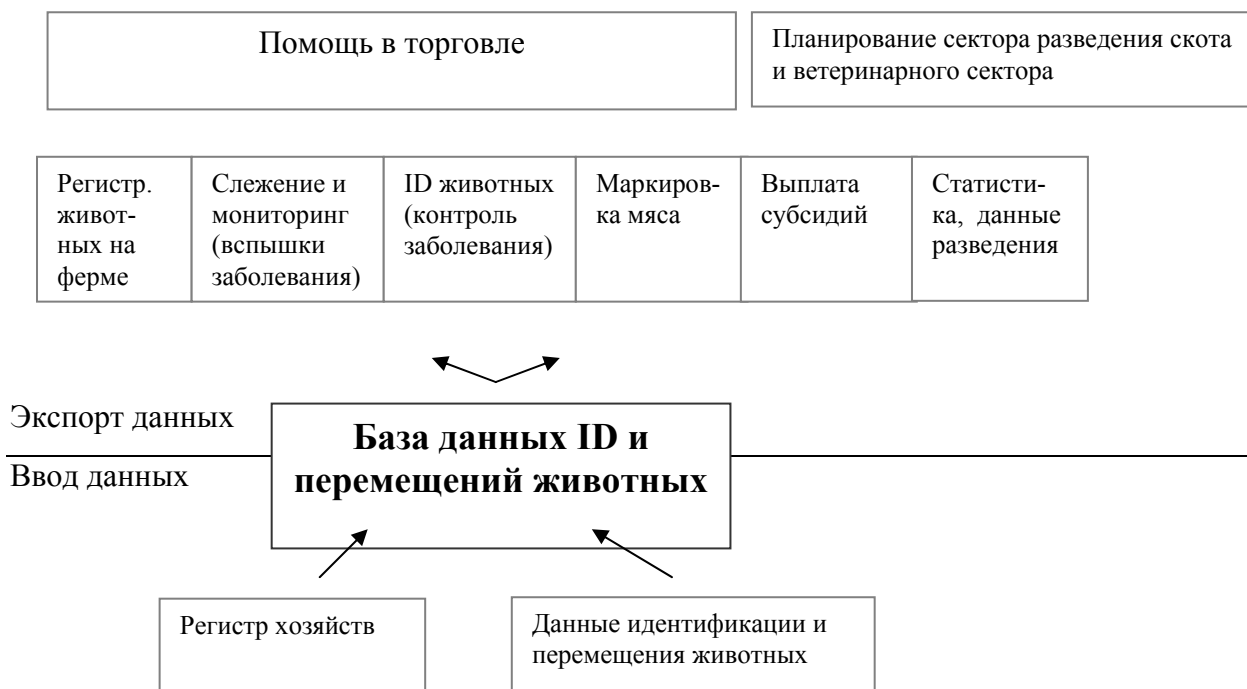 Помощь в торговле
Планирование сектора разведения скота
и ветеринарного сектора
Регистр.
живот-
ных на
ферме
Слежение и
мониторинг
(вспышки
заболевания)
ID животных
(контроль
заболевания)
Маркиров-
ка мяса
Выплата
субсидий
Статисти-
ка, данные
разведения
Экспорт данных
Ввод данных
База данных ID и
перемещений животных
Регистр хозяйств
Данные идентификации и
перемещения животных